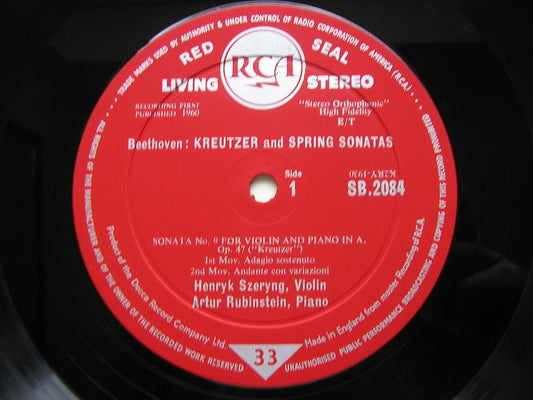 TRADE MARKS USED BY AUTHORITY & UNDER CONTROL OF RADIO CORPORATION OF AMERICA (R.C.A.)
RED SEAL
RCA
LIVING STEREO
RECORDING FIRST
PUBLISHED 1960
"Stereo Orthophonic"
High Fidelity
E/T
Beethoven: KREUTZER and SPRING SONATAS
Side
1
K2RY-1930
SB.2084
SONATA No. 9 FOR VIOLIN AND PIANO IN A.
Op. 47 ("Kreutzer")
1st Mov. Adagio sostenuto
2nd Mov. Andante con variazioni
Henryk Szeryng, Violin
Artur Rubinstein, Piano
Product of the Decca Record Company Ltd.
Made in England from master Recording of R.C.A.
33
ALL RIGHTS OF THE MANUFACTURER AND OF THE OWNER OF THE RECORDED WORK RESERVED
UNAUTHORISED PUBLIC PERFORMANCE BROADCASTING AND COPYING OF THIS RECORD PROHIBITED